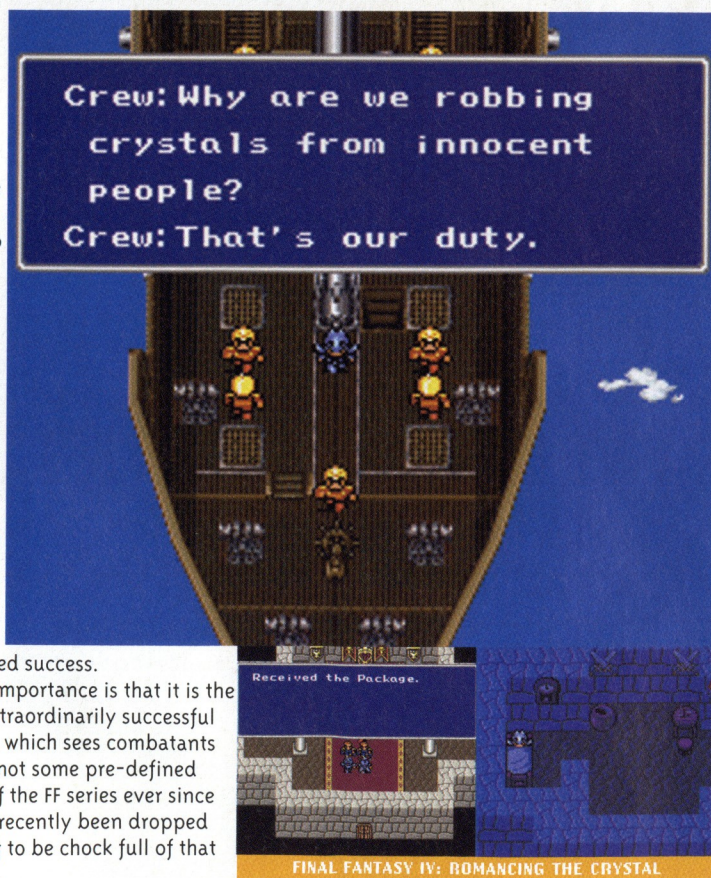 Crew:Why are we robbing
crystals from innocent
people?
Crew:That's our duty.
ed success.
mportance is that it is the
traordinarily successful
which sees combatants
not some pre-defined
f the FF series ever since
recently been dropped
to be chock full of that
Received the Package.
FINAL FANTASY IV: ROMANCING THE CRYSTAL